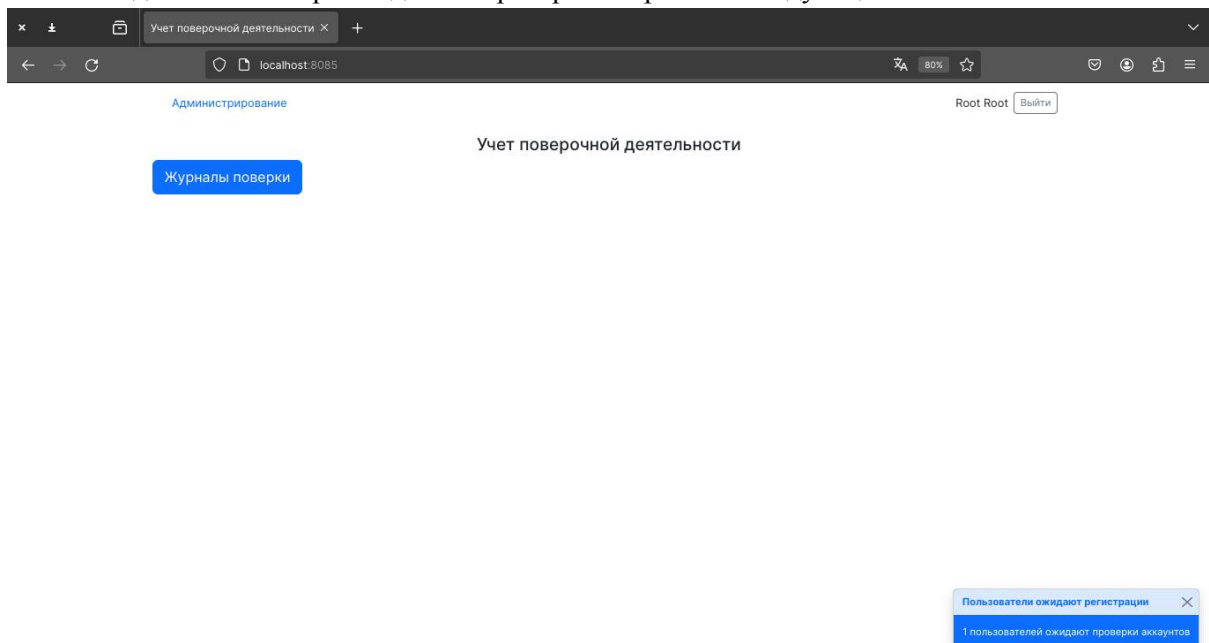 Учет поверочной деятельности
localhost:8085
80%
Администрирование
Root Root
Выйти
Учет поверочной деятельности
Журналы поверки
Пользователи ожидают регистрации
1 пользователей ожидают проверки аккаунтов